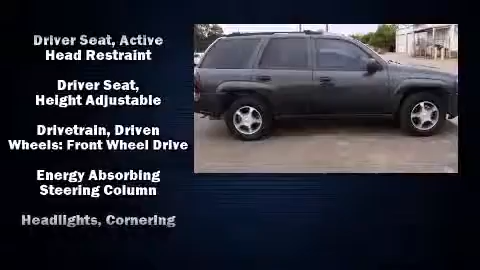 Driver Seat, Active
Head Restraint
Driver Seat,
Height Adjustable
Drivetrain, Driven
Wheels: Front Wheel Drive
Energy Absorbing
Steering Column
Headlights, Cornering